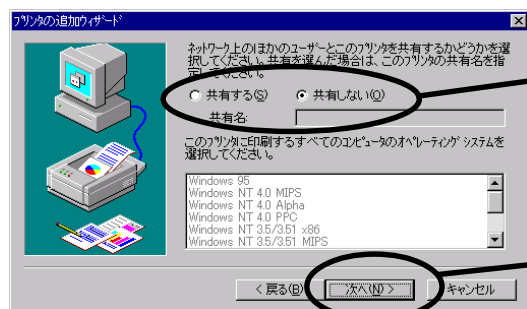 プリンタの追加ウィザード
ネットワーク上のほかのユーザーとこのプリンタを共有するかどうかを選
択してください。共有を選んだ場合は、このプリンタの共有名を指
定してください。
共有する(S) 共有しない(O)
共有名:
このプリンタに印刷するすべてのコンピュータのオペレーティング システムを
選択してください。
Windows 95
Windows NT 4.0 MIPS
Windows NT 4.0 Alpha
Windows NT 4.0 PPC
Windows NT 3.5/3.51 x86
Windows NT 3.5/3.51 MIPS
< 戻る(B) 次へ(N) > キャンセル